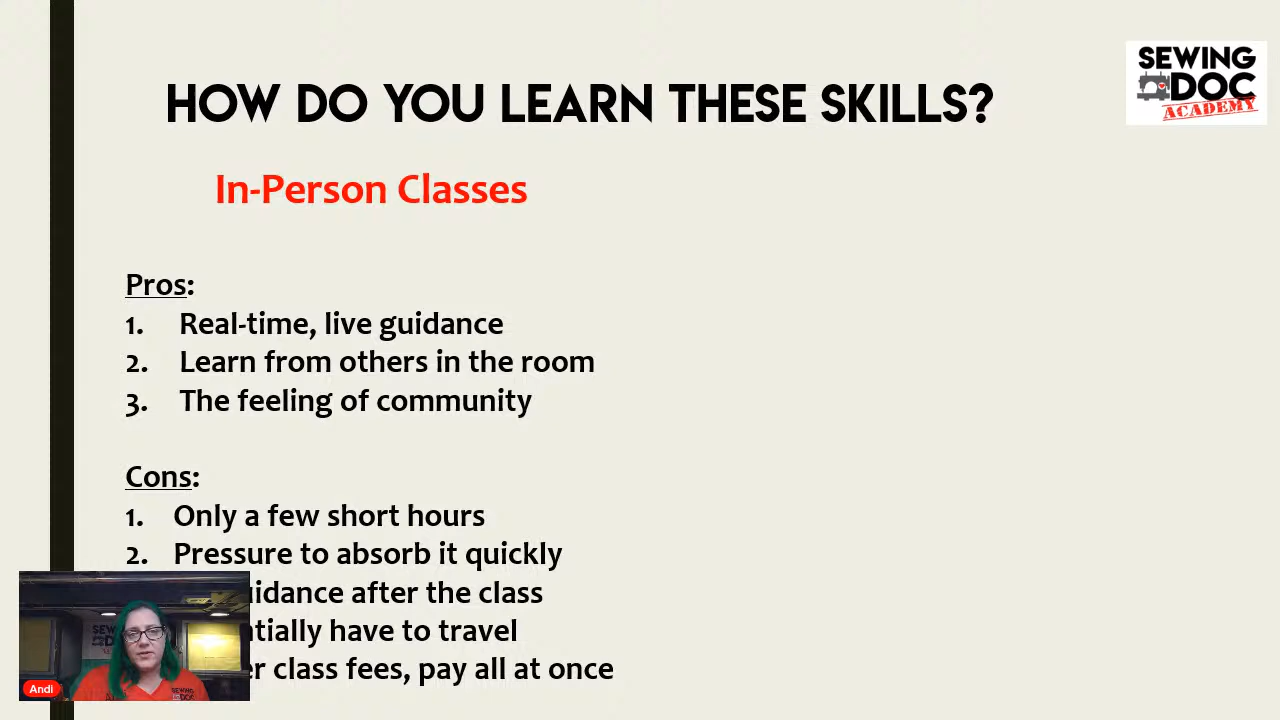 HOW DO YOU LEARN THESE SKILLS?
SEWING
DOC
ACADEMY
In-Person Classes
Pros:
1. Real-time, live guidance
2. Learn from others in the room
3. The feeling of community
Cons:
1. Only a few short hours
2. Pressure to absorb it quickly
after the class
have to travel
class fees, pay all at once
SEWING
DOC
Andi